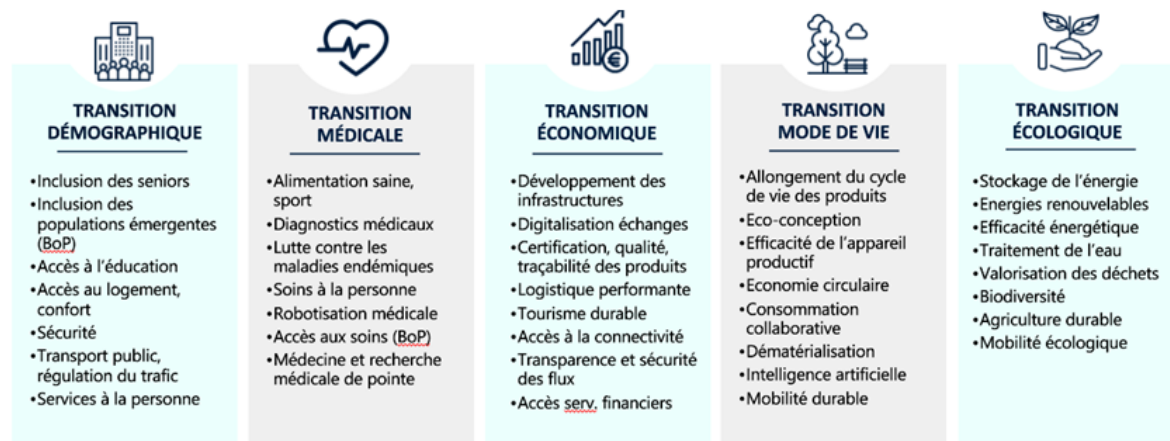 TRANSITION
DÉMOGRAPHIQUE
•Inclusion des seniors
•Inclusion des
populations émergentes
(BoP)
•Accès à l'éducation
•Accès au logement,
confort
•Sécurité
•Transport public,
régulation du trafic
•Services à la personne
TRANSITION
MÉDICALE
•Alimentation saine,
sport
•Diagnostics médicaux
•Lutte contre les
maladies endémiques
•Soins à la personne
•Robotisation médicale
•Accès aux soins (BoP)
•Médecine et recherche
médicale de pointe
TRANSITION
ÉCONOMIQUE
•Développement des
infrastructures
•Digitalisation échanges
•Certification, qualité,
traçabilité des produits
•Logistique performante
•Tourisme durable
•Accès à la connectivité
•Transparence et sécurité
des flux
•Accès serv. financiers
TRANSITION
MODE DE VIE
•Allongement du cycle
de vie des produits
•Eco-conception
•Efficacité de l'appareil
productif
•Economie circulaire
•Consommation
collaborative
•Dématérialisation
•Intelligence artificielle
•Mobilité durable
TRANSITION
ÉCOLOGIQUE
•Stockage de l'énergie
•Energies renouvelables
•Efficacité énergétique
•Traitement de l'eau
•Valorisation des déchets
•Biodiversité
•Agriculture durable
•Mobilité écologique